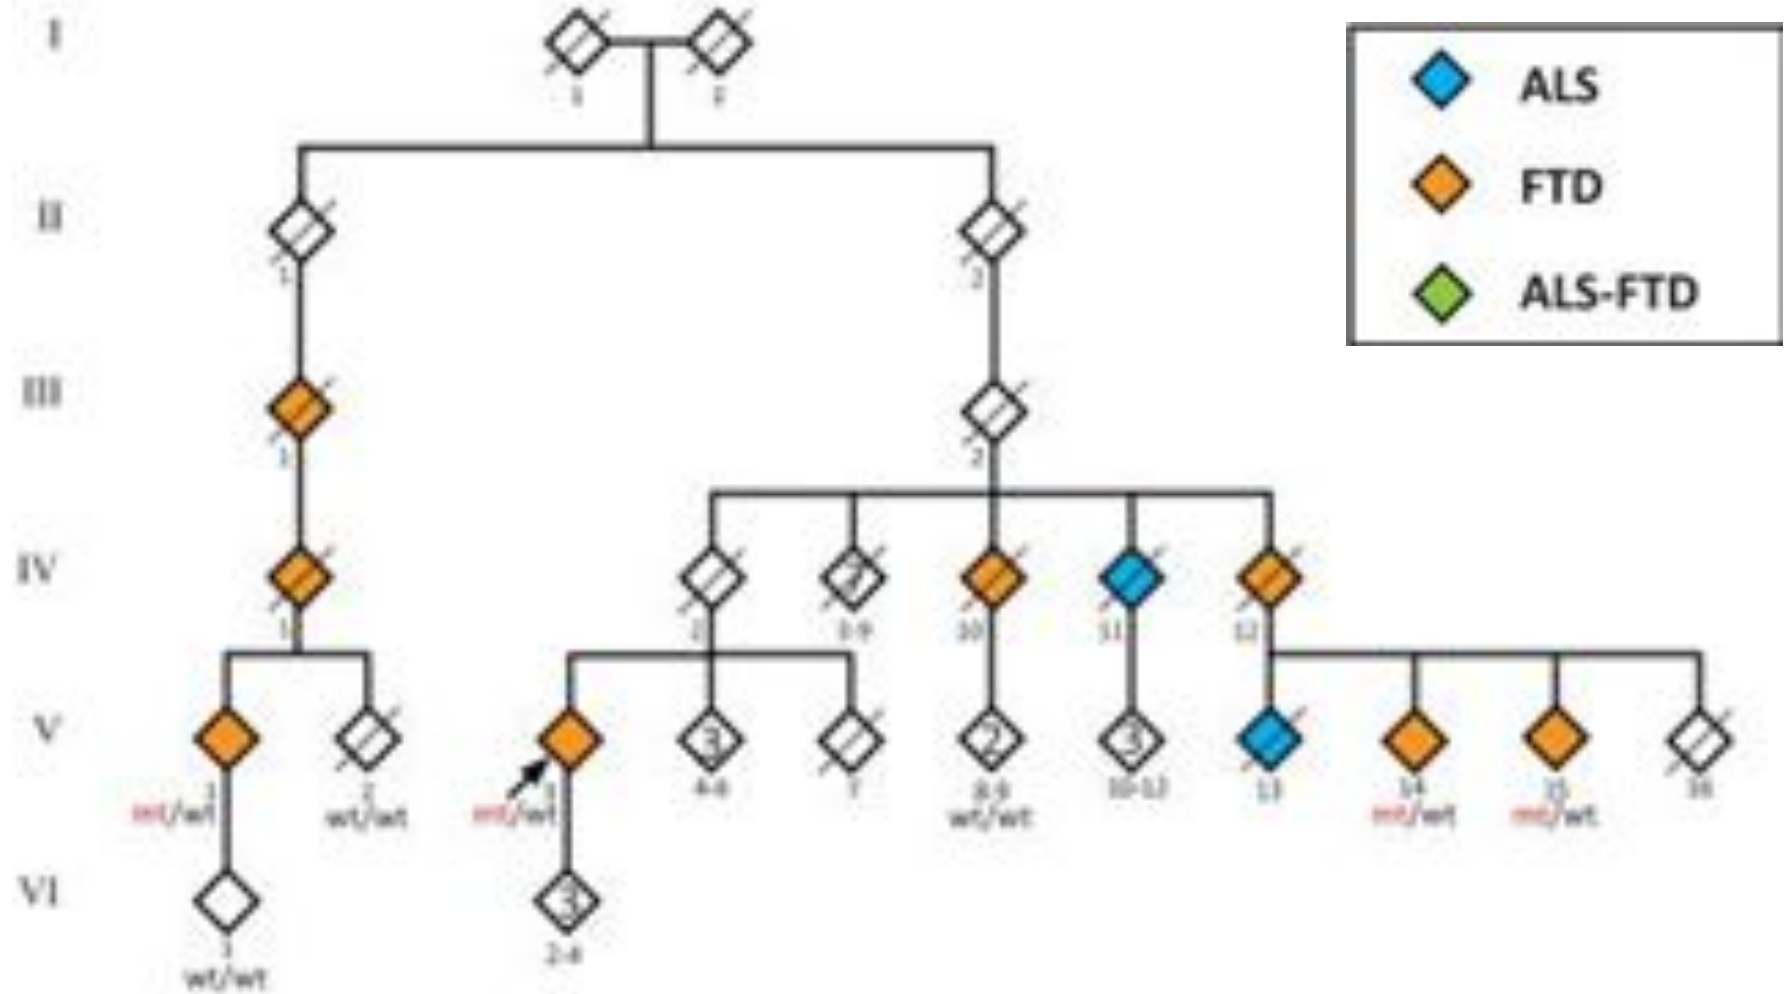 I
1 2
ALS
FTD
ALS-FTD
II
1 2
III
1 2
IV
7
1 2 3-9 10 11 12
V
3 2 3
1 2 3 4-6 7 8-9 10-12 13 14 15 16
mt/wt wt/wt mt/wt wt/wt mt/wt mt/wt
VI
3
1 2-4
wt/wt